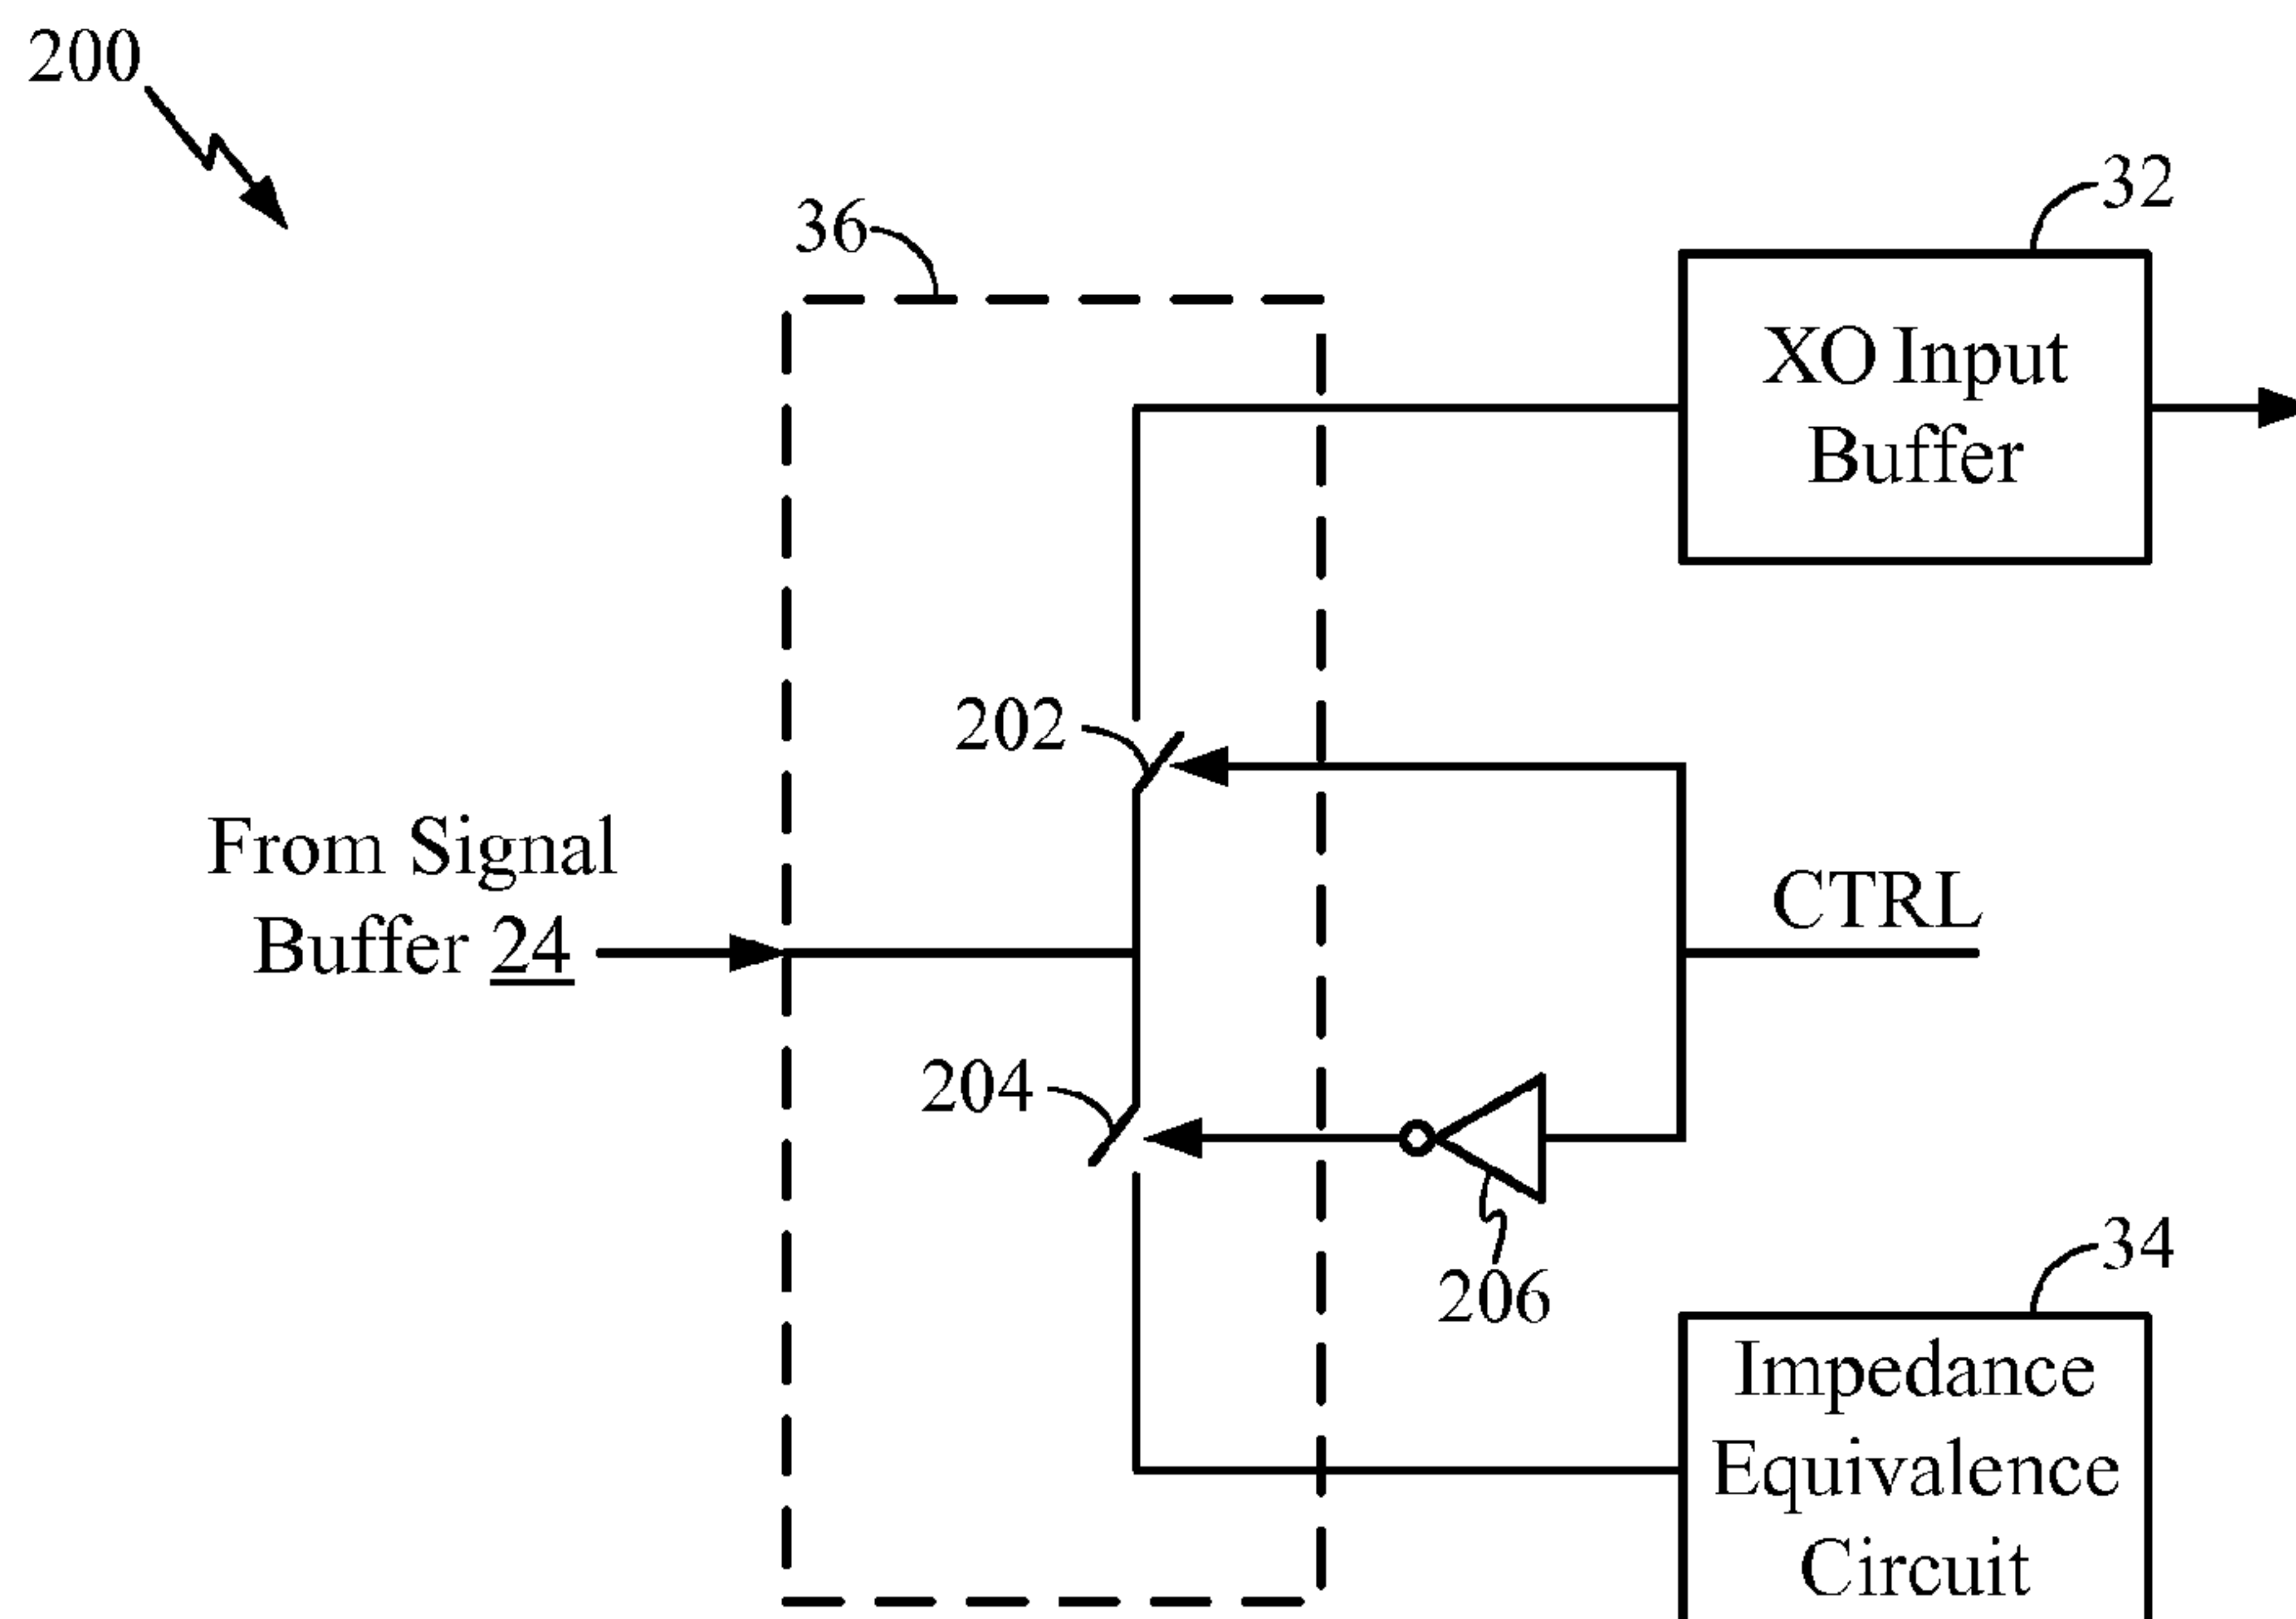 200
32
36
XO Input
Buffer
202
From Signal
Buffer 24
CTRL
204
206
34
Impedance
Equivalence
Circuit